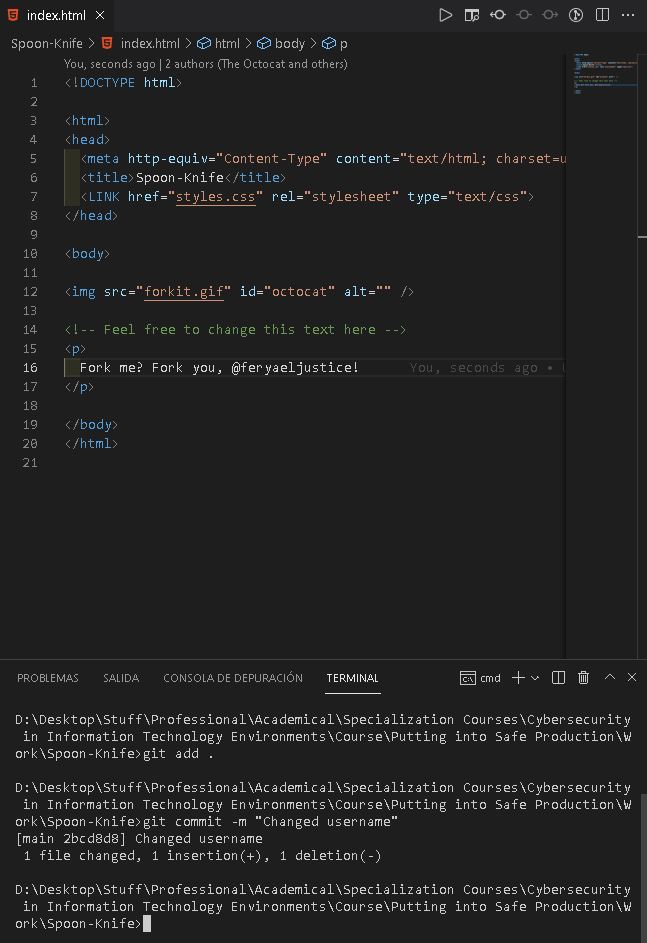 index.html
Spoon-Knife > index.html > html > body > p
You, seconds ago | 2 authors (The Octocat and others)
1 <!DOCTYPE html>
2
3 <html>
4 <head>
5 <meta http-equiv="Content-Type" content="text/html; charset=u
6 <title>Spoon-Knife</title>
7 <LINK href="styles.css" rel="stylesheet" type="text/css">
8 </head>
9
10 <body>
11
12 <img src="forkit.gif" id="octocat" alt="" />
13
14 <!-- Feel free to change this text here -->
15 <p>
16 Fork me? Fork you, @feryaeljustice! You, seconds ago •
17 </p>
18
19 </body>
20 </html>
21
PROBLEMAS SALIDA CONSOLA DE DEPURACIÓN TERMINAL cmd
D:\Desktop\Stuff\Professional\Academical\Specialization Courses\Cybersecurity
in Information Technology Environments\Course\Putting into Safe Production\W
ork\Spoon-Knife>git add .
D:\Desktop\Stuff\Professional\Academical\Specialization Courses\Cybersecurity
in Information Technology Environments\Course\Putting into Safe Production\W
ork\Spoon-Knife>git commit -m "Changed username"
[main 2bcd8d8] Changed username
1 file changed, 1 insertion(+), 1 deletion(-)
D:\Desktop\Stuff\Professional\Academical\Specialization Courses\Cybersecurity
in Information Technology Environments\Course\Putting into Safe Production\W
ork\Spoon-Knife>